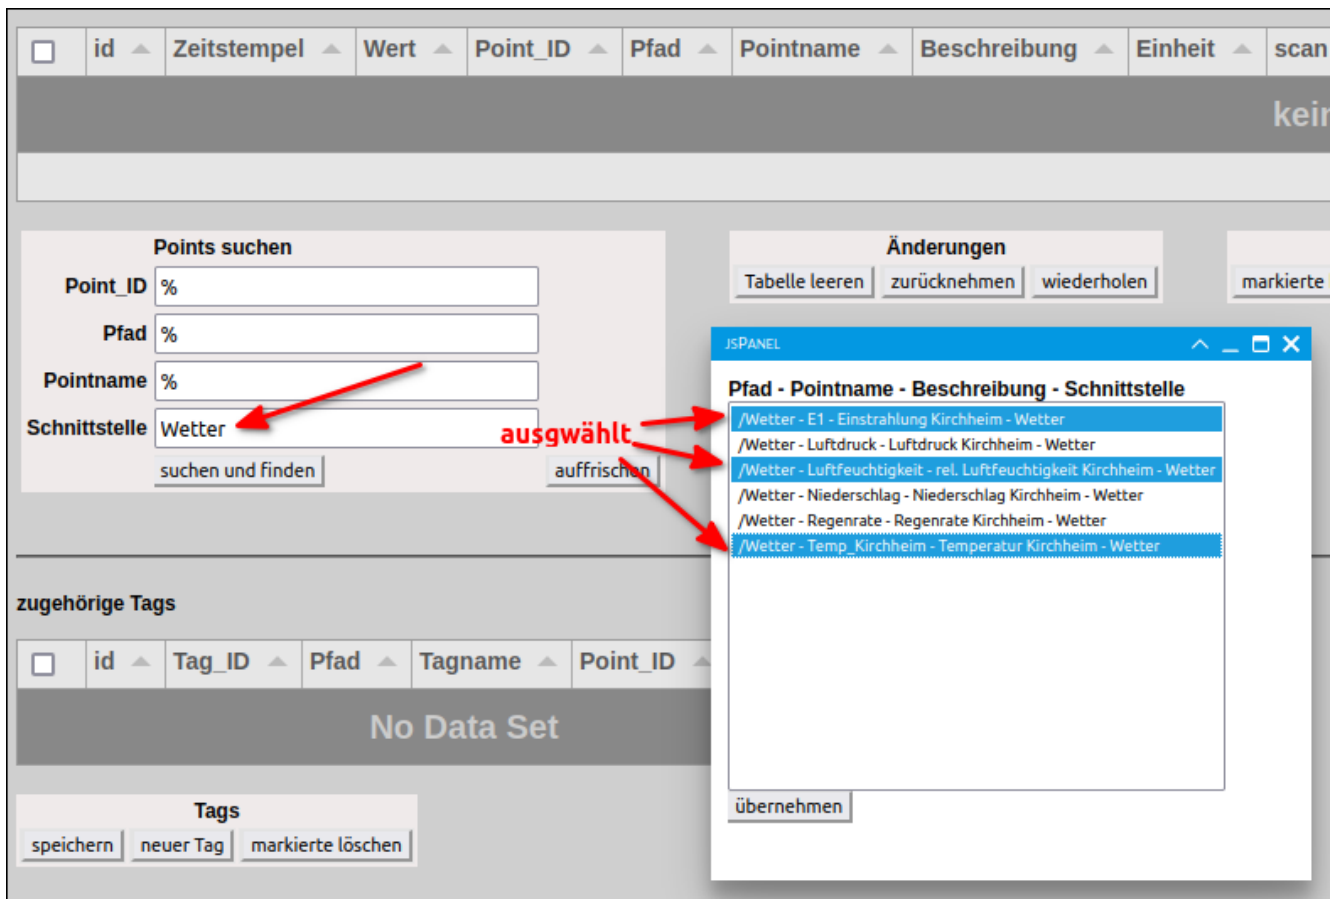 id Zeitstempel Wert Point_ID Pfad Pointname Beschreibung Einheit scan
kein
Points suchen
Point_ID %
Pfad %
Pointname %
Schnittstelle Wetter
suchen und finden auffrischen
Änderungen
Tabelle leeren zurücknehmen wiederholen
markierte
ausgwählt
JSPANEL
Pfad - Pointname - Beschreibung - Schnittstelle
/Wetter - E1 - Einstrahlung Kirchheim - Wetter
/Wetter - Luftdruck - Luftdruck Kirchheim - Wetter
/Wetter - Luftfeuchtigkeit - rel. Luftfeuchtigkeit Kirchheim - Wetter
/Wetter - Niederschlag - Niederschlag Kirchheim - Wetter
/Wetter - Regenrate - Regenrate Kirchheim - Wetter
/Wetter - Temp_Kirchheim - Temperatur Kirchheim - Wetter
übernehmen
zugehörige Tags
id Tag_ID Pfad Tagname Point_ID
No Data Set
Tags
speichern neuer Tag markierte löschen